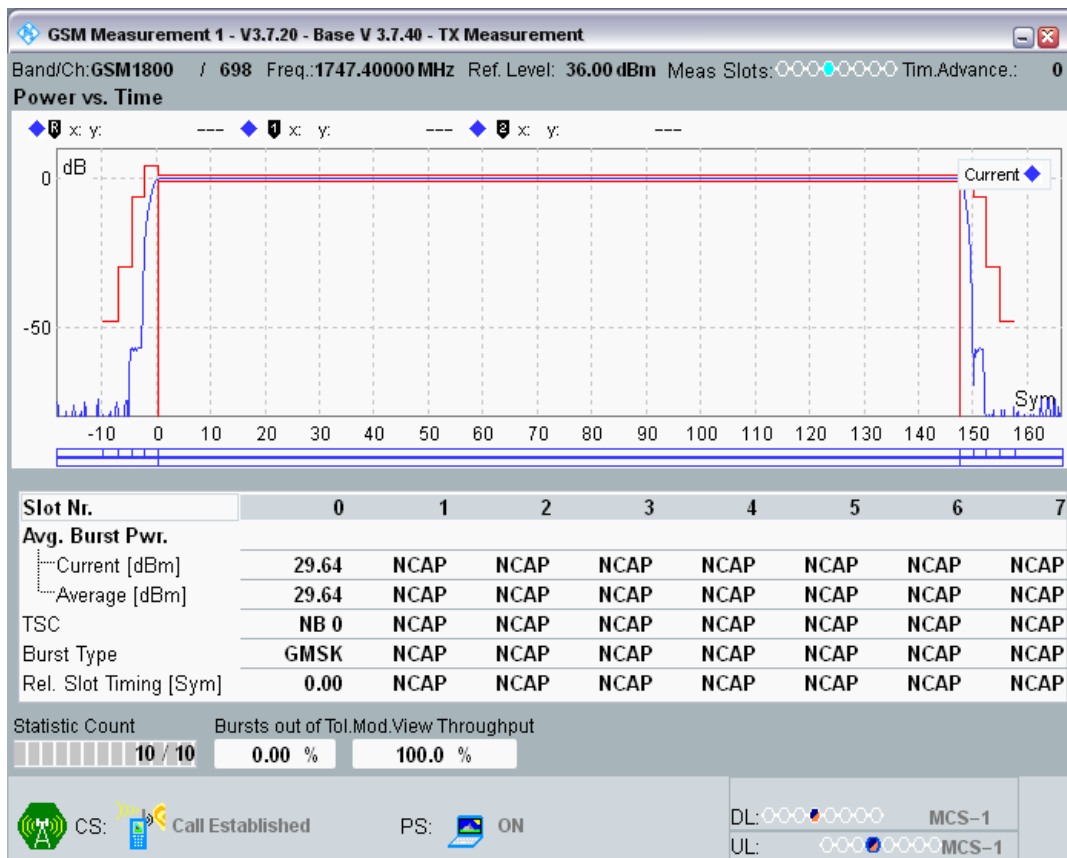 GSM Measurement 1 - V3.7.20 - Base V 3.7.40 - TX Measurement
Band/Ch:GSM1800 / 698 Freq.:1747.40000 MHz Ref. Level: 36.00 dBm Meas Slots: Tim.Advance.: 0
Power vs. Time
R x: y: --- 1 x: y: --- 2 x: y: ---
dB
0
Current
-50
Sym
-10 0 10 20 30 40 50 60 70 80 90 100 110 120 130 140 150 160
Slot Nr. 0 1 2 3 4 5 6 7
Avg. Burst Pwr.
Current [dBm] 29.64 NCAP NCAP NCAP NCAP NCAP NCAP NCAP
Average [dBm] 29.64 NCAP NCAP NCAP NCAP NCAP NCAP NCAP
TSC NB 0 NCAP NCAP NCAP NCAP NCAP NCAP NCAP
Burst Type GMSK NCAP NCAP NCAP NCAP NCAP NCAP NCAP
Rel. Slot Timing [Sym] 0.00 NCAP NCAP NCAP NCAP NCAP NCAP NCAP
Statistic Count Bursts out of Tol.Mod.View Throughput
10 / 10 0.00 % 100.0 %
CS: Call Established PS: ON
DL: MCS-1
UL: MCS-1